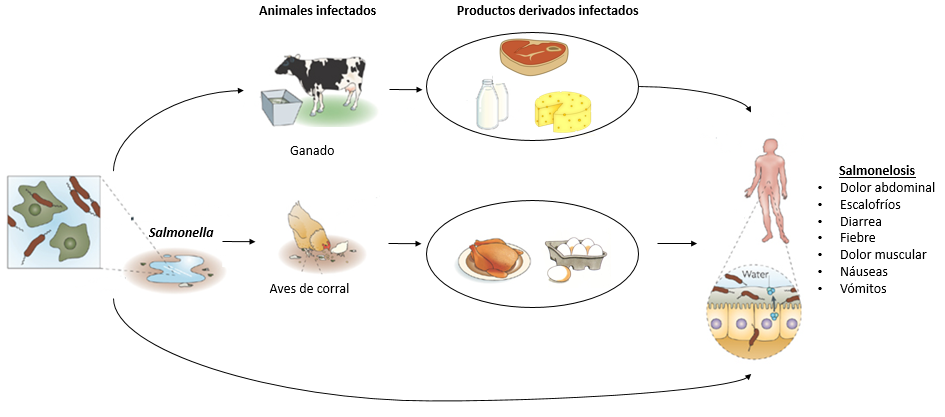 Animales infectados
Productos derivados infectados
Ganado
Salmonella
Aves de corral
Water
Salmonelosis
• Dolor abdominal
• Escalofríos
• Diarrea
• Fiebre
• Dolor muscular
• Náuseas
• Vómitos